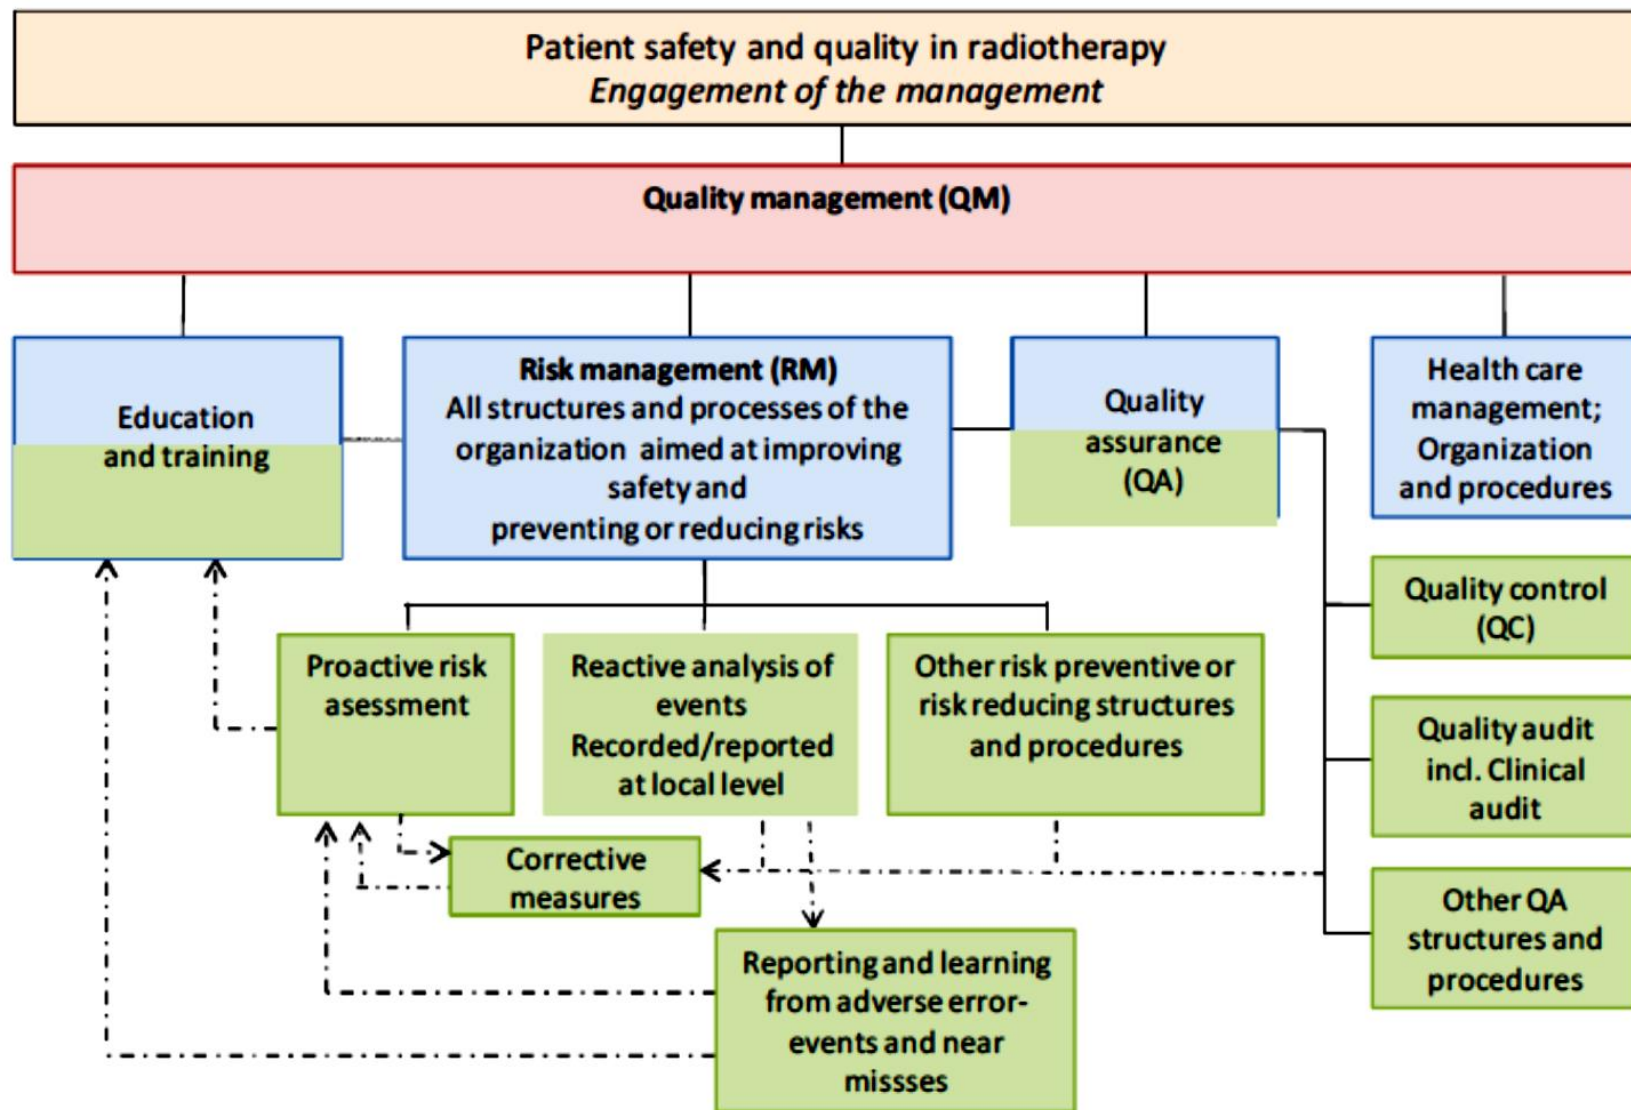 Patient safety and quality in radiotherapy
Engagement of the management
Quality management (QM)
Education
and training
Risk management (RM)
All structures and processes of the
organization aimed at improving
safety and
preventing or reducing risks
Quality
assurance
(QA)
Health care
management;
Organization
and procedures
Quality control
(QC)
Quality audit
incl. Clinical
audit
Other QA
structures and
procedures
Proactive risk
asessment
Reactive analysis of
events
Recorded/reported
at local level
Other risk preventive or
risk reducing structures
and procedures
Corrective
measures
Reporting and learning
from adverse error-
events and near
missses